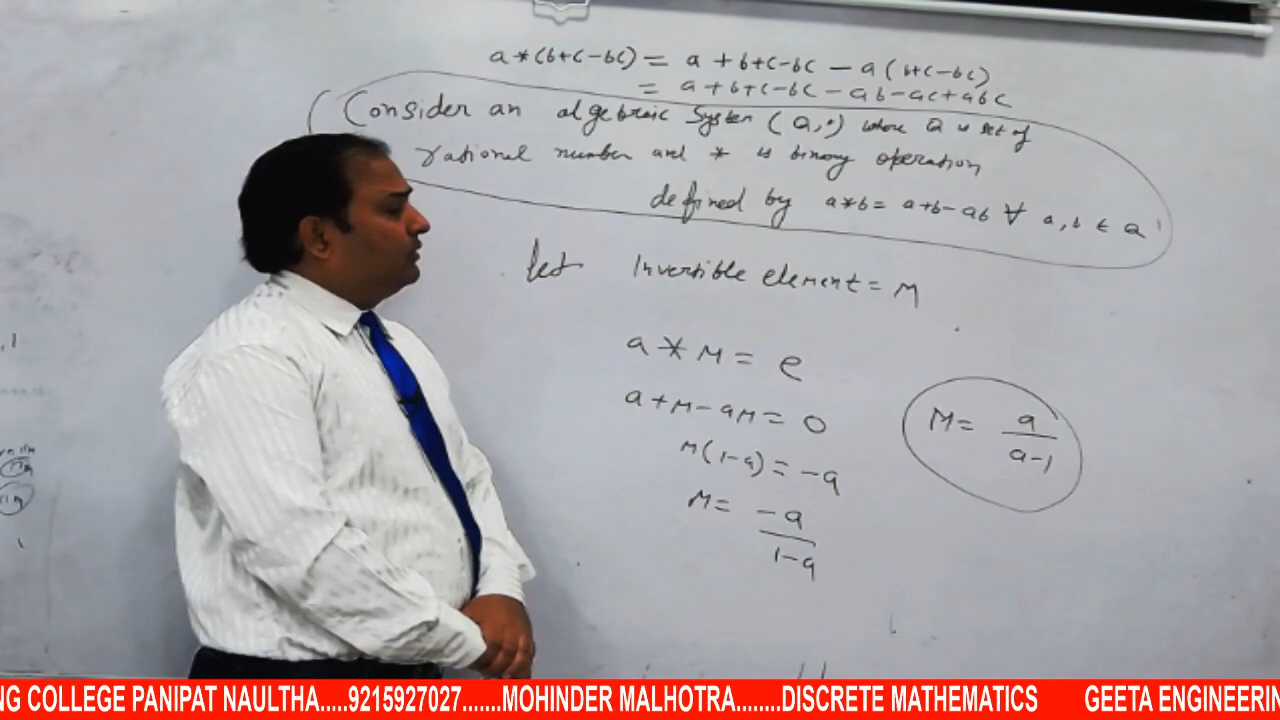 a*(b+c-bc) = a+b+c-bc - a(b+c-bc)
= a+b+c-bc-ab-ac+abc
Consider an algebraic System (Q,•) where Q is set of
rational number and * is binary operation
defined by a*b= a+b-ab ∀ a,b ∈ Q
let Invertible element = M
a * M = e
a+M-aM = 0
M(1-a) = -a
M= -a
1-a
M= a
a-1
NG COLLEGE PANIPAT NAULTHA.....9215927027.......MOHINDER MALHOTRA........DISCRETE MATHEMATICS GEETA ENGINEERIN